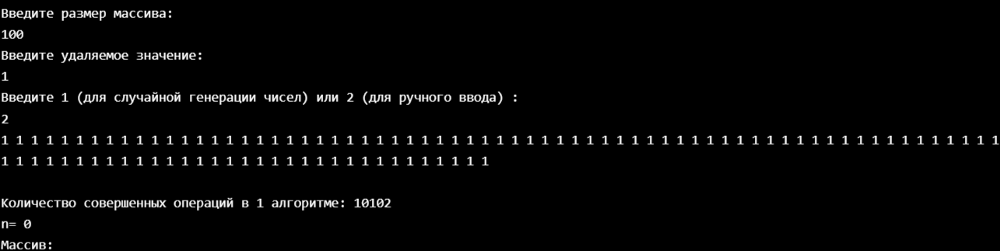 Введите размер массива:
100
Введите удаляемое значение:
1
Введите 1 (для случайной генерации чисел) или 2 (для ручного ввода) :
2
1 1 1 1 1 1 1 1 1 1 1 1 1 1 1 1 1 1 1 1 1 1 1 1 1 1 1 1 1 1 1 1 1 1 1 1 1 1 1 1 1 1 1 1 1 1 1 1 1 1 1 1 1 1 1 1 1 1 1 1 1 1 1 1 1 1 1
1 1 1 1 1 1 1 1 1 1 1 1 1 1 1 1 1 1 1 1 1 1 1 1 1 1 1 1 1 1 1 1 1
Количество совершенных операций в 1 алгоритме: 10102
n= 0
Массив: